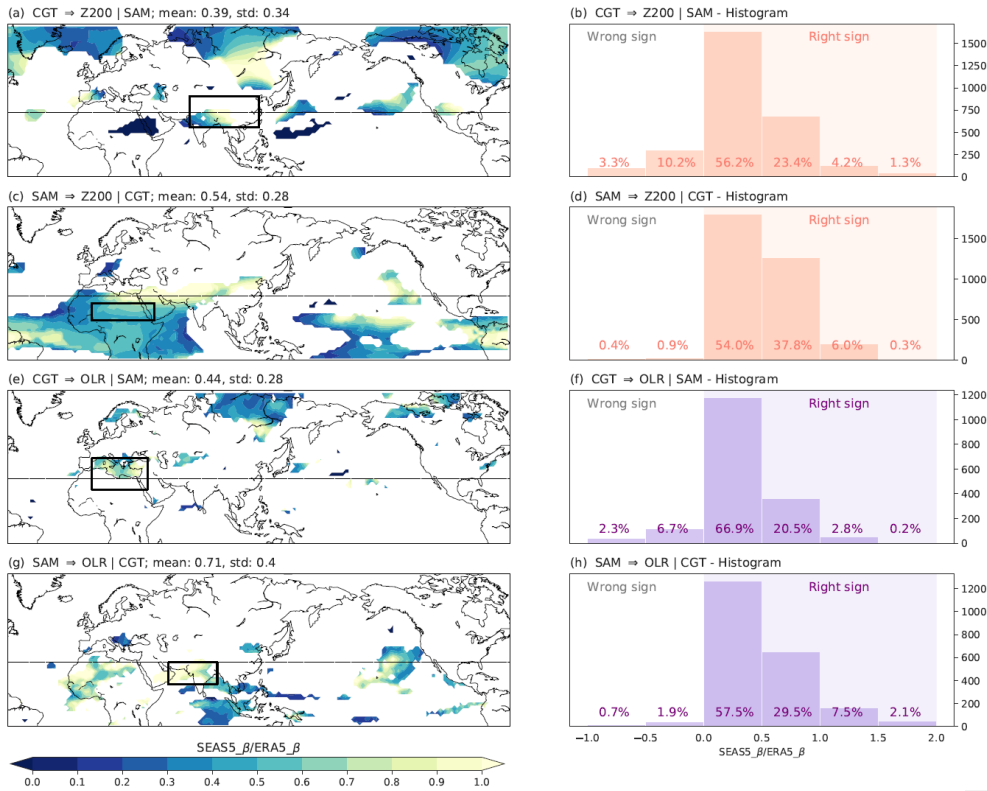 (a) CGT ⇒ Z200 | SAM; mean: 0.39, std: 0.34
(b) CGT ⇒ Z200 | SAM - Histogram
Wrong sign
Right sign
1500
1250
1000
750
500
250
0
3.3% 10.2% 56.2% 23.4% 4.2% 1.3%
(c) SAM ⇒ Z200 | CGT; mean: 0.54, std: 0.28
(d) SAM ⇒ Z200 | CGT - Histogram
Wrong sign
Right sign
1500
1000
500
0
0.4% 0.9% 54.0% 37.8% 6.0% 0.3%
(e) CGT ⇒ OLR | SAM; mean: 0.44, std: 0.28
(f) CGT ⇒ OLR | SAM - Histogram
Wrong sign
Right sign
1200
1000
800
600
400
200
0
2.3% 6.7% 66.9% 20.5% 2.8% 0.2%
(g) SAM ⇒ OLR | CGT; mean: 0.71, std: 0.4
(h) SAM ⇒ OLR | CGT - Histogram
Wrong sign
Right sign
1200
1000
800
600
400
200
0
0.7% 1.9% 57.5% 29.5% 7.5% 2.1%
−1.0 −0.5 0.0 0.5 1.0 1.5 2.0
SEAS5_β/ERA5_β
SEAS5_β/ERA5_β
0.0 0.1 0.2 0.3 0.4 0.5 0.6 0.7 0.8 0.9 1.0